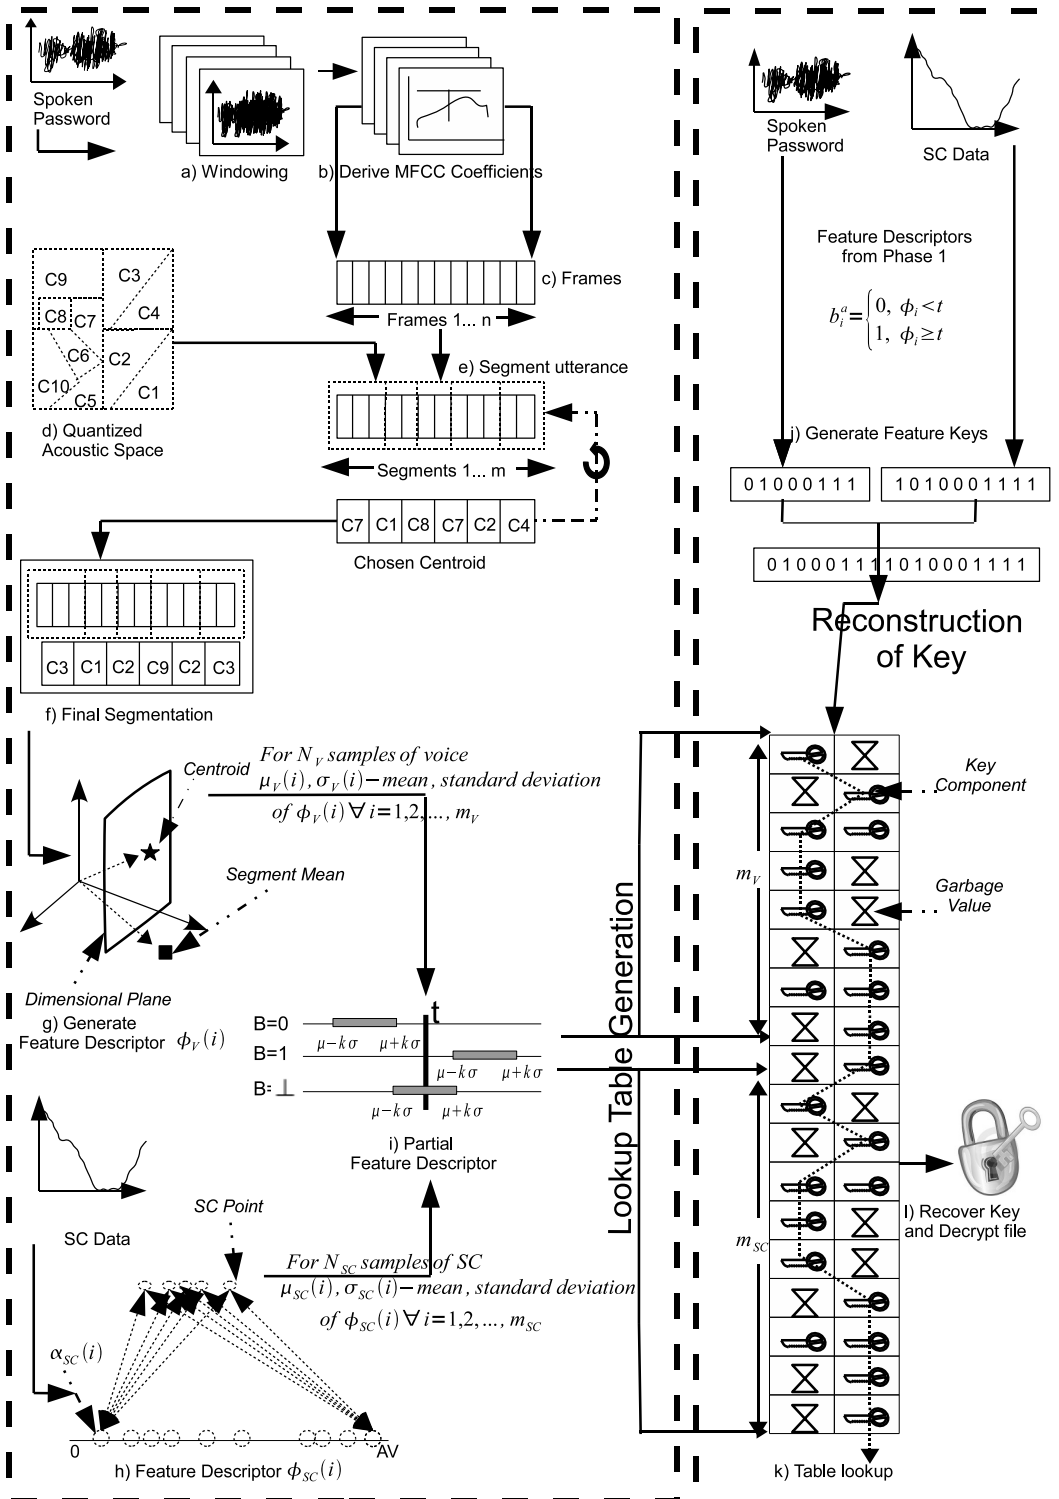 Spoken
Password
a) Windowing
b) Derive MFCC Coefficients
c) Frames
Frames 1... n
C9
C3
C8
C7
C4
C6
C2
C10
C5
C1
d) Quantized
Acoustic Space
e) Segment utterance
Segments 1... m
C7 C1 C8 C7 C2 C4
Chosen Centroid
C3 C1 C2 C9 C2 C3
f) Final Segmentation
Centroid
For N_V samples of voice
μ_V(i), σ_V(i)−mean, standard deviation
of ϕ_V(i) ∀ i=1,2,..., m_V
Segment Mean
Dimensional Plane
g) Generate
Feature Descriptor ϕ_V(i)
t
B=0
μ−kσ μ+kσ
B=1
μ−kσ μ+kσ
B=⊥
μ−kσ μ+kσ
i) Partial
Feature Descriptor
SC Data
SC Point
For N_SC samples of SC
μ_SC(i), σ_SC(i)−mean, standard deviation
of ϕ_SC(i) ∀ i=1,2,..., m_SC
α_SC(i)
0
AV
h) Feature Descriptor ϕ_SC(i)
Lookup Table Generation
Spoken
Password
SC Data
Feature Descriptors
from Phase 1
b_i^a = { 0, ϕ_i < t
1, ϕ_i ≥ t
j) Generate Feature Keys
0 1 0 0 0 1 1 1
1 0 1 0 0 0 1 1 1 1
0 1 0 0 0 1 1 1 1 0 1 0 0 0 1 1 1 1
Reconstruction
of Key
Key
Component
m_V
Garbage
Value
m_SC
l) Recover Key
and Decrypt file
k) Table lookup